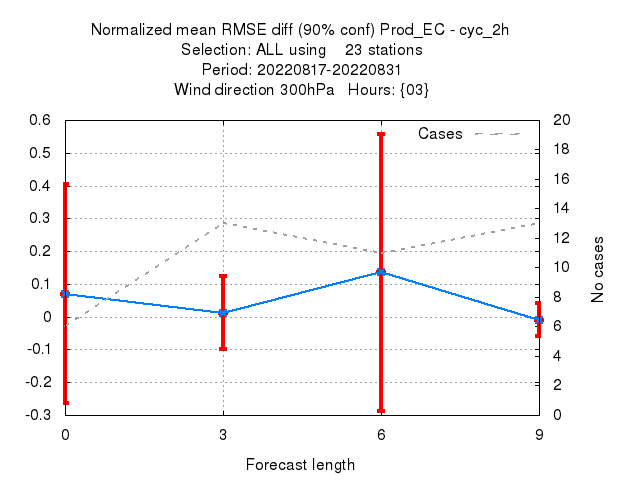 Normalized mean RMSE diff (90% conf) Prod_EC - cyc_2h
Selection: ALL using 23 stations
Period: 20220817-20220831
Wind direction 300hPa Hours: {03}
Cases
0.6
0.5
0.4
0.3
0.2
0.1
0
-0.1
-0.2
-0.3
20
18
16
14
12
10
8
6
4
2
0
No cases
0 3 6 9
Forecast length